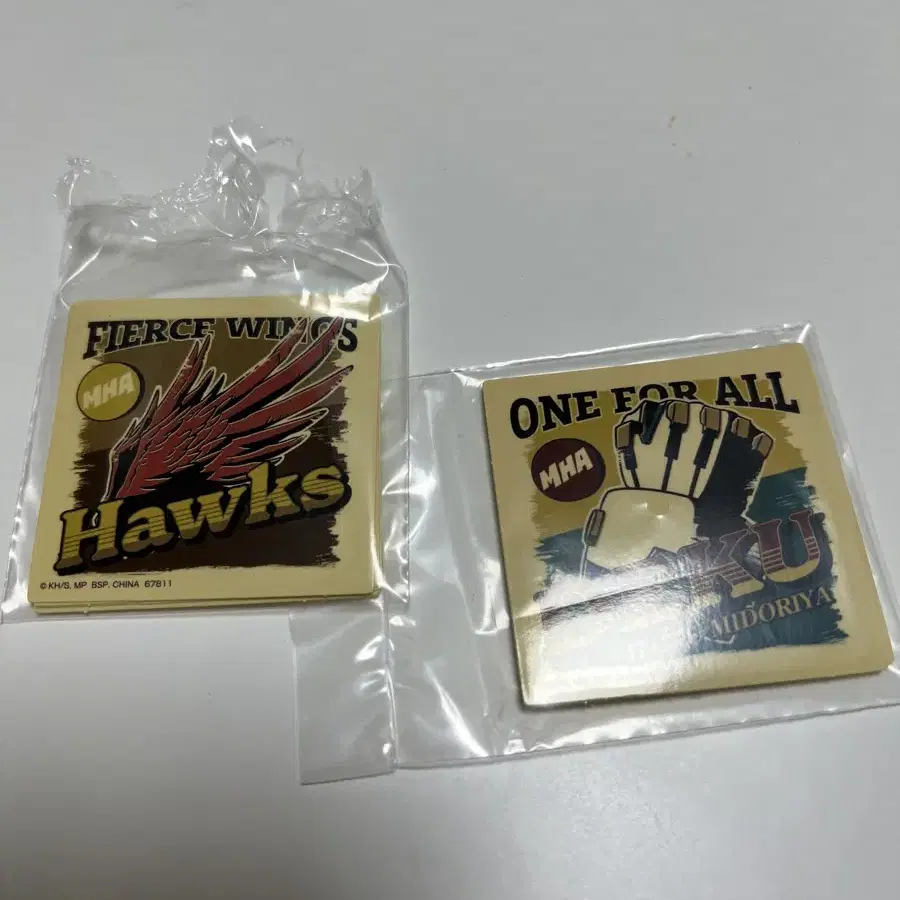 FIERCE WINGS
MHA
Hawks
© KH/S, MP BSP. CHINA 67811
ONE FOR ALL
MHA
KU
MIDORIYA